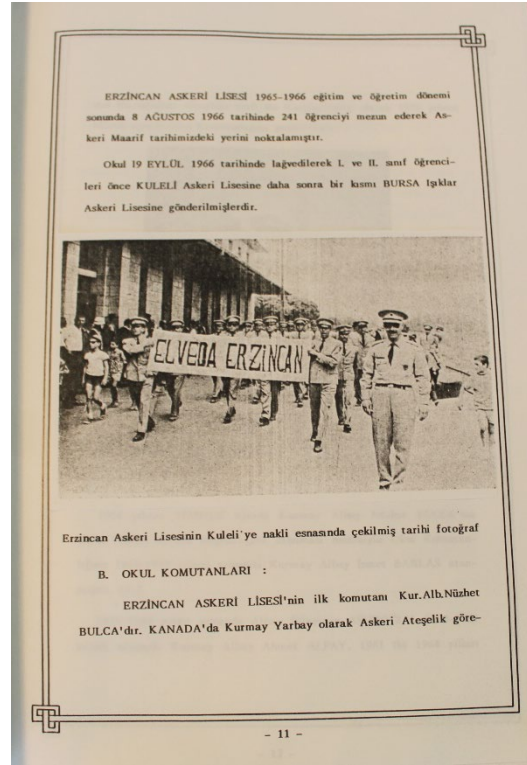 ERZİNCAN ASKERİ LİSESİ 1965-1966 eğitim ve öğretim dönemi
sonunda 8 AĞUSTOS 1966 tarihinde 241 öğrenciyi mezun ederek As-
keri Maarif tarihimizdeki yerini noktalamıştır.
Okul 19 EYLÜL 1966 tarihinde lağvedilerek I. ve II. sınıf öğrenci-
leri önce KULELİ Askeri Lisesine daha sonra bir kısmı BURSA Işıklar
Askeri Lisesine gönderilmişlerdir.
ELVEDA ERZİNCAN
Erzincan Askeri Lisesinin Kuleli'ye nakli esnasında çekilmiş tarihi fotoğraf
B. OKUL KOMUTANLARI :
ERZİNCAN ASKERİ LİSESİ'nin ilk komutanı Kur.Alb.Nüzhet
BULCA'dır. KANADA'da Kurmay Yarbay olarak Askeri Ateşelik göre-
- 11 -